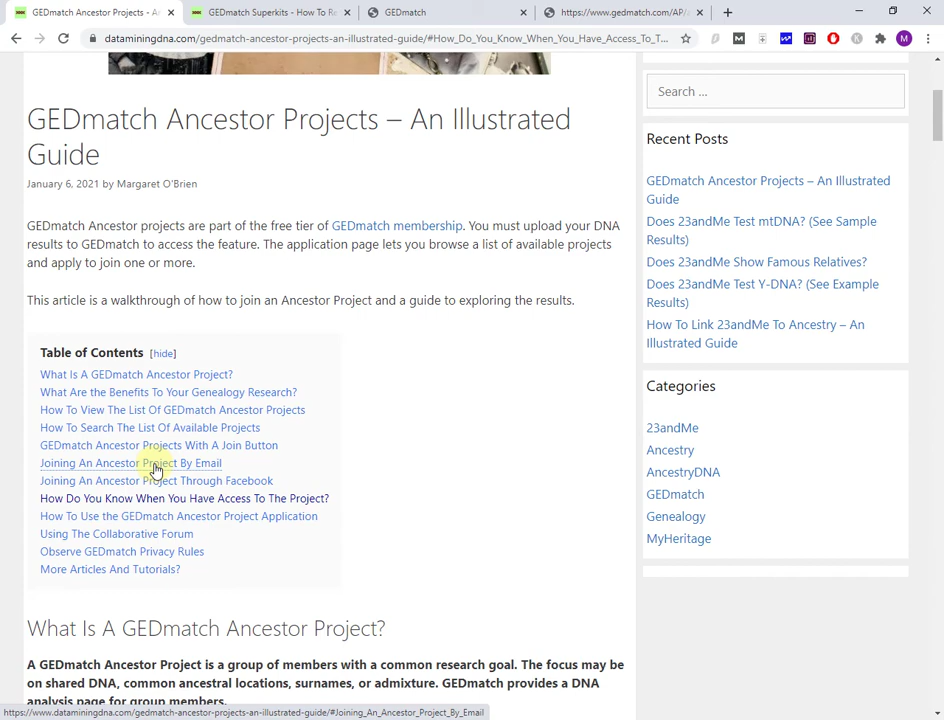 GEDmatch Ancestor Projects - An
GEDmatch Superkits - How To Re
GEDmatch
https://www.gedmatch.com/AP/
dataminingdna.com/gedmatch-ancestor-projects-an-illustrated-guide/#How_Do_You_Know_When_You_Have_Access_To_T...
GEDmatch Ancestor Projects – An Illustrated
Guide
January 6, 2021 by Margaret O'Brien
GEDmatch Ancestor projects are part of the free tier of GEDmatch membership. You must upload your DNA
results to GEDmatch to access the feature. The application page lets you browse a list of available projects
and apply to join one or more.
This article is a walkthrough of how to join an Ancestor Project and a guide to exploring the results.
Table of Contents [hide]
What Is A GEDmatch Ancestor Project?
What Are the Benefits To Your Genealogy Research?
How To View The List Of GEDmatch Ancestor Projects
How To Search The List Of Available Projects
GEDmatch Ancestor Projects With A Join Button
Joining An Ancestor Project By Email
Joining An Ancestor Project Through Facebook
How Do You Know When You Have Access To The Project?
How To Use the GEDmatch Ancestor Project Application
Using The Collaborative Forum
Observe GEDmatch Privacy Rules
More Articles And Tutorials?
What Is A GEDmatch Ancestor Project?
A GEDmatch Ancestor Project is a group of members with a common research goal. The focus may be
on shared DNA, common ancestral locations, surnames, or admixture. GEDmatch provides a DNA
analysis page for group members.
Search ...
Recent Posts
GEDmatch Ancestor Projects – An Illustrated
Guide
Does 23andMe Test mtDNA? (See Sample
Results)
Does 23andMe Show Famous Relatives?
Does 23andMe Test Y-DNA? (See Example
Results)
How To Link 23andMe To Ancestry – An
Illustrated Guide
Categories
23andMe
Ancestry
AncestryDNA
GEDmatch
Genealogy
MyHeritage
https://www.dataminingdna.com/gedmatch-ancestor-projects-an-illustrated-guide/#Joining_An_Ancestor_Project_By_Email